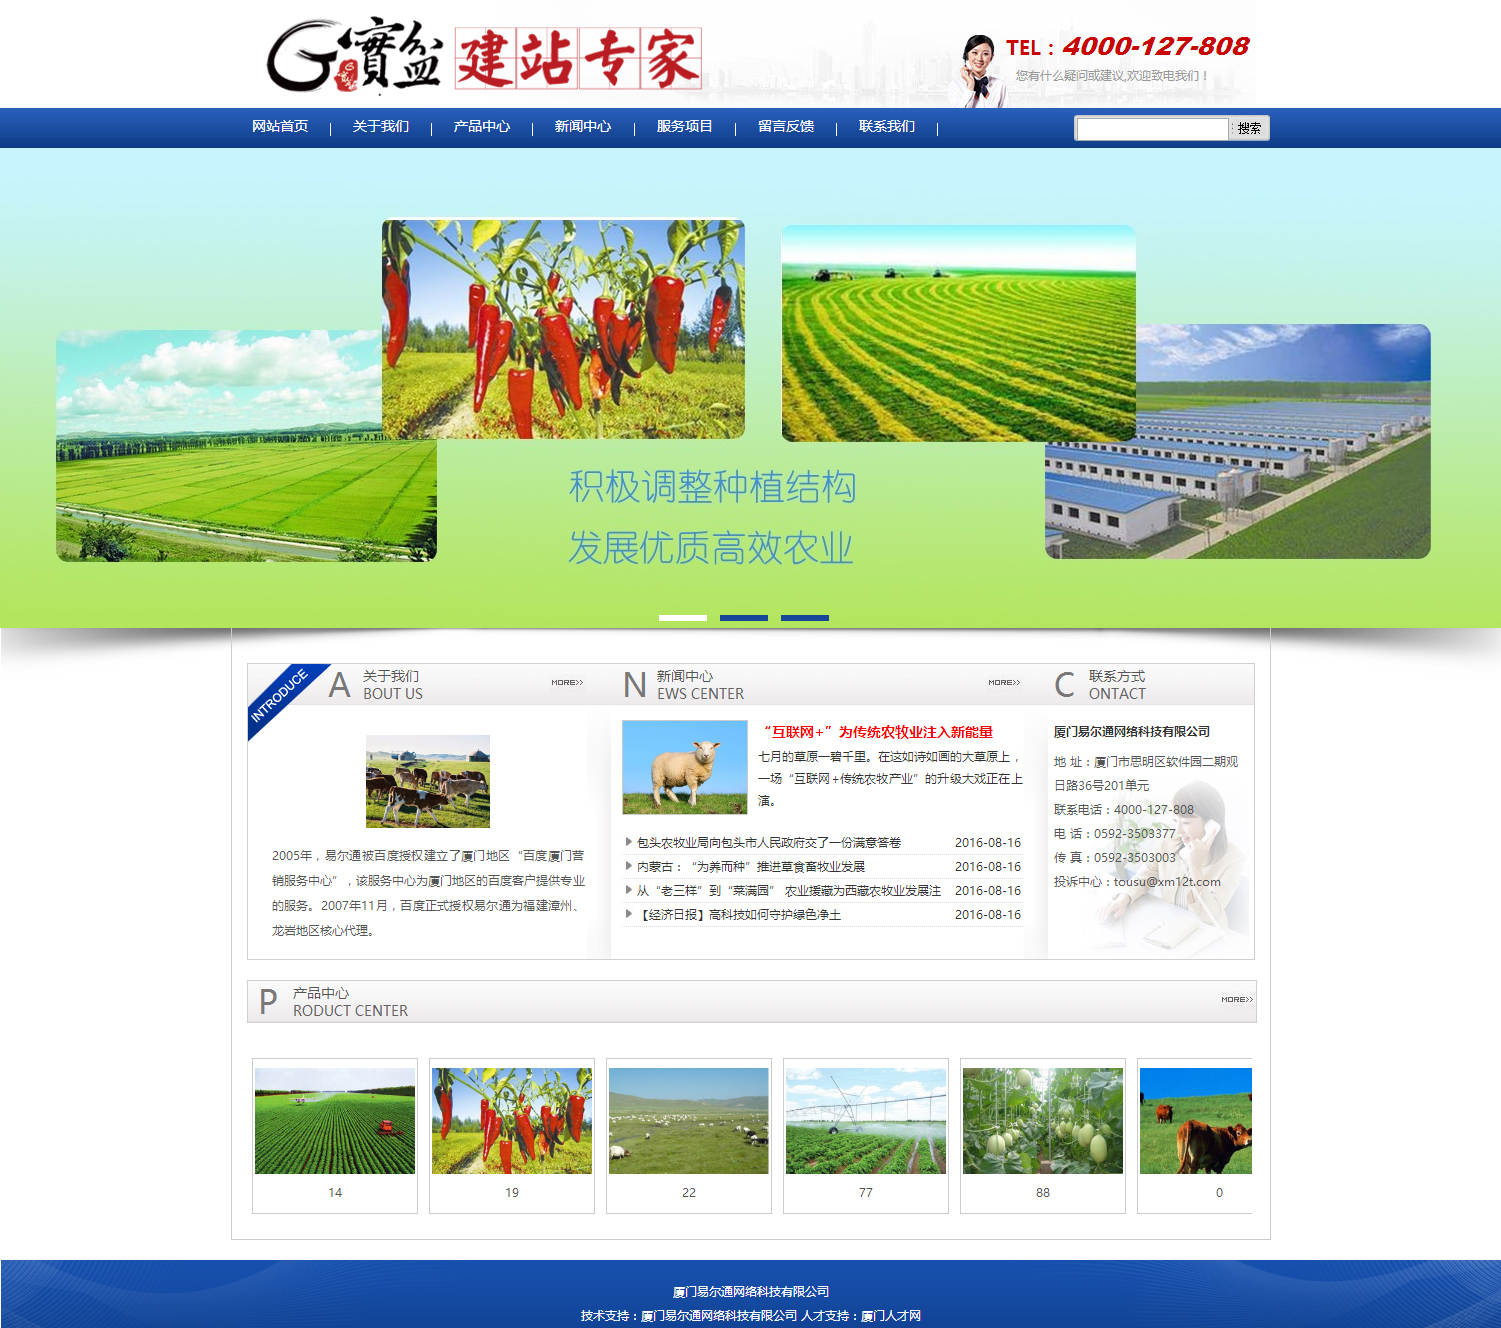 寶盆 建站专家
TEL：4000-127-808
您有什么疑问或建议,欢迎致电我们！
网站首页 关于我们 产品中心 新闻中心 服务项目 留言反馈 联系我们 搜索
积极调整种植结构
发展优质高效农业
INTRODUCE
A 关于我们
BOUT US
MORE>>
2005年，易尔通被百度授权建立了厦门地区“百度厦门营
销服务中心”，该服务中心为厦门地区的百度客户提供专业
的服务。2007年11月，百度正式授权易尔通为福建漳州、
龙岩地区核心代理。
N 新闻中心
EWS CENTER
MORE>>
“互联网+”为传统农牧业注入新能量
七月的草原一碧千里。在这如诗如画的大草原上，
一场“互联网+传统农牧产业”的升级大戏正在上
演。
包头农牧业局向包头市人民政府交了一份满意答卷 2016-08-16
内蒙古：“为养而种”推进草食畜牧业发展 2016-08-16
从“老三样”到“菜满园” 农业援藏为西藏农牧业发展注 2016-08-16
【经济日报】高科技如何守护绿色净土 2016-08-16
C 联系方式
ONTACT
厦门易尔通网络科技有限公司
地 址：厦门市思明区软件园二期观
日路36号201单元
联系电话：4000-127-808
电 话：0592-3503377
传 真：0592-3503003
投诉中心：tousu@xm12t.com
P 产品中心
RODUCT CENTER
MORE>>
14 19 22 77 88 0
厦门易尔通网络科技有限公司
技术支持：厦门易尔通网络科技有限公司 人才支持：厦门人才网